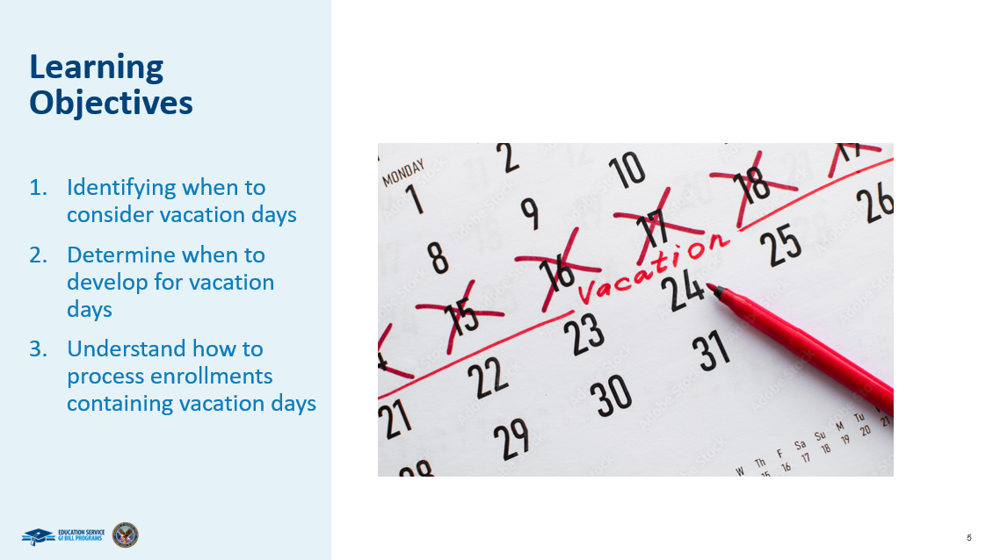 Learning
Objectives
1. Identifying when to
consider vacation days
2. Determine when to
develop for vacation
days
3. Understand how to
process enrollments
containing vacation days
MONDAY
1
2
8
9
10
15
16
17
18
19
vacation
21
22
23
24
25
26
28
29
30
31
W Th F Sa Su M Tu
15 16 17 18 19 20 21
EDUCATION SERVICE
GI BILL PROGRAMS
5